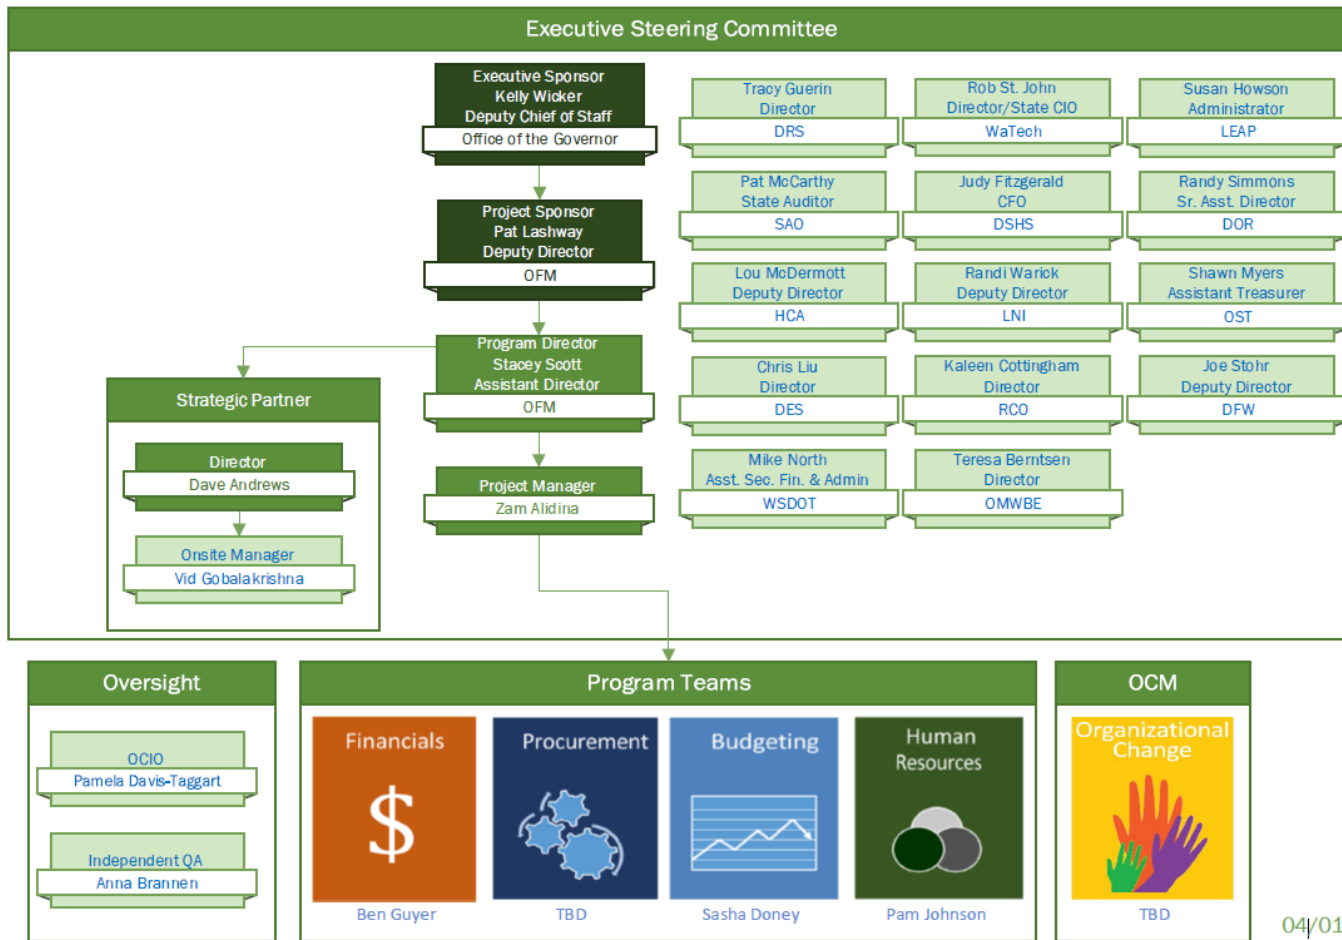 Executive Steering Committee
Executive Sponsor
Kelly Wicker
Deputy Chief of Staff
Office of the Governor
Project Sponsor
Pat Lashway
Deputy Director
OFM
Program Director
Stacey Scott
Assistant Director
OFM
Project Manager
Zam Alidina
Strategic Partner
Director
Dave Andrews
Onsite Manager
Vid Gobalakrishna
Tracy Guerin
Director
DRS
Rob St. John
Director/State CIO
WaTech
Susan Howson
Administrator
LEAP
Pat McCarthy
State Auditor
SAO
Judy Fitzgerald
CFO
DSHS
Randy Simmons
Sr. Asst. Director
DOR
Lou McDermott
Deputy Director
HCA
Randi Warick
Deputy Director
LNI
Shawn Myers
Assistant Treasurer
OST
Chris Liu
Director
DES
Kaleen Cottingham
Director
RCO
Joe Stohr
Deputy Director
DFW
Mike North
Asst. Sec. Fin. & Admin
WSDOT
Teresa Berntsen
Director
OMWBE
Oversight
OCIO
Pamela Davis-Taggart
Independent QA
Anna Brannen
Program Teams
Financials
$
Ben Guyer
Procurement
TBD
Budgeting
Sasha Doney
Human
Resources
Pam Johnson
OCM
Organizational
Change
TBD
04/01